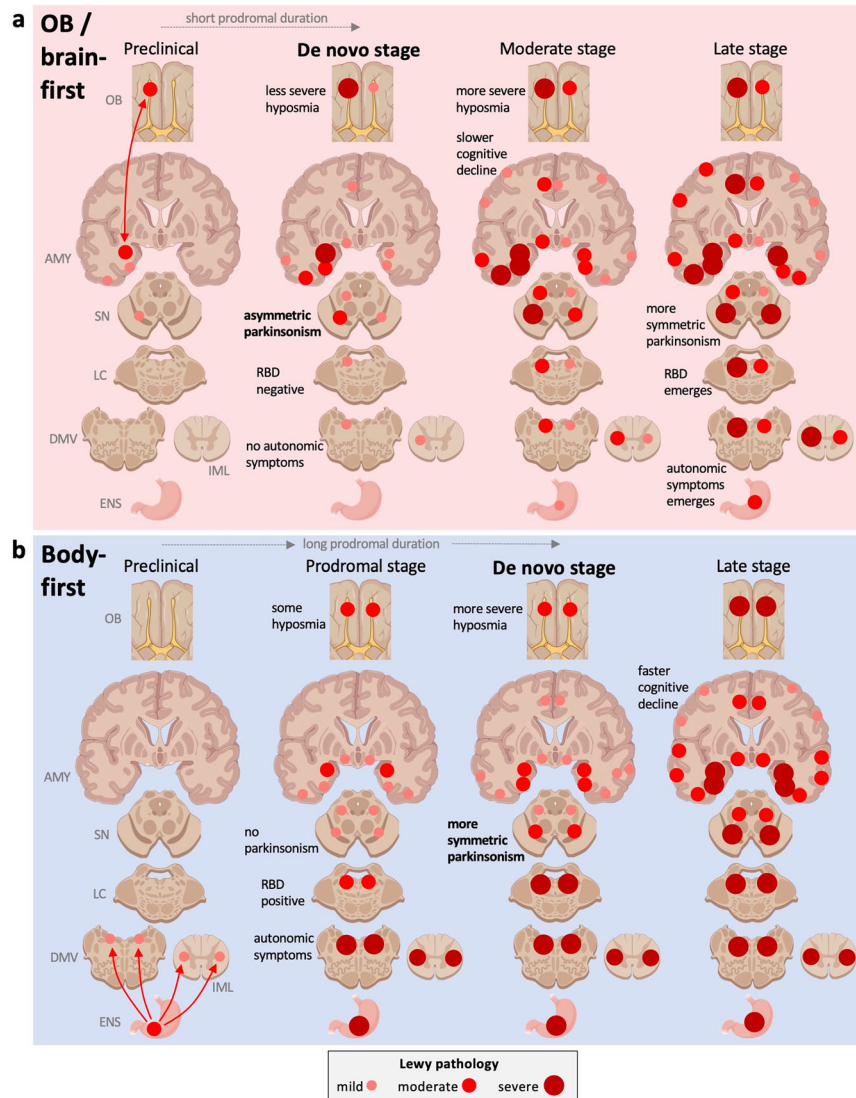 a OB / brain-first
short prodromal duration
Preclinical
De novo stage
Moderate stage
Late stage
OB
less severe
hyposmia
more severe
hyposmia
slower
cognitive
decline
AMY
SN
asymmetric
parkinsonism
more
symmetric
parkinsonism
LC
RBD
negative
RBD
emerges
DMV
no autonomic
symptoms
IML
autonomic
symptoms
emerges
ENS
b Body-first
long prodromal duration
Preclinical
Prodromal stage
De novo stage
Late stage
OB
some
hyposmia
more severe
hyposmia
faster
cognitive
decline
AMY
SN
no
parkinsonism
more
symmetric
parkinsonism
LC
RBD
positive
DMV
autonomic
symptoms
IML
ENS
Lewy pathology
mild moderate severe